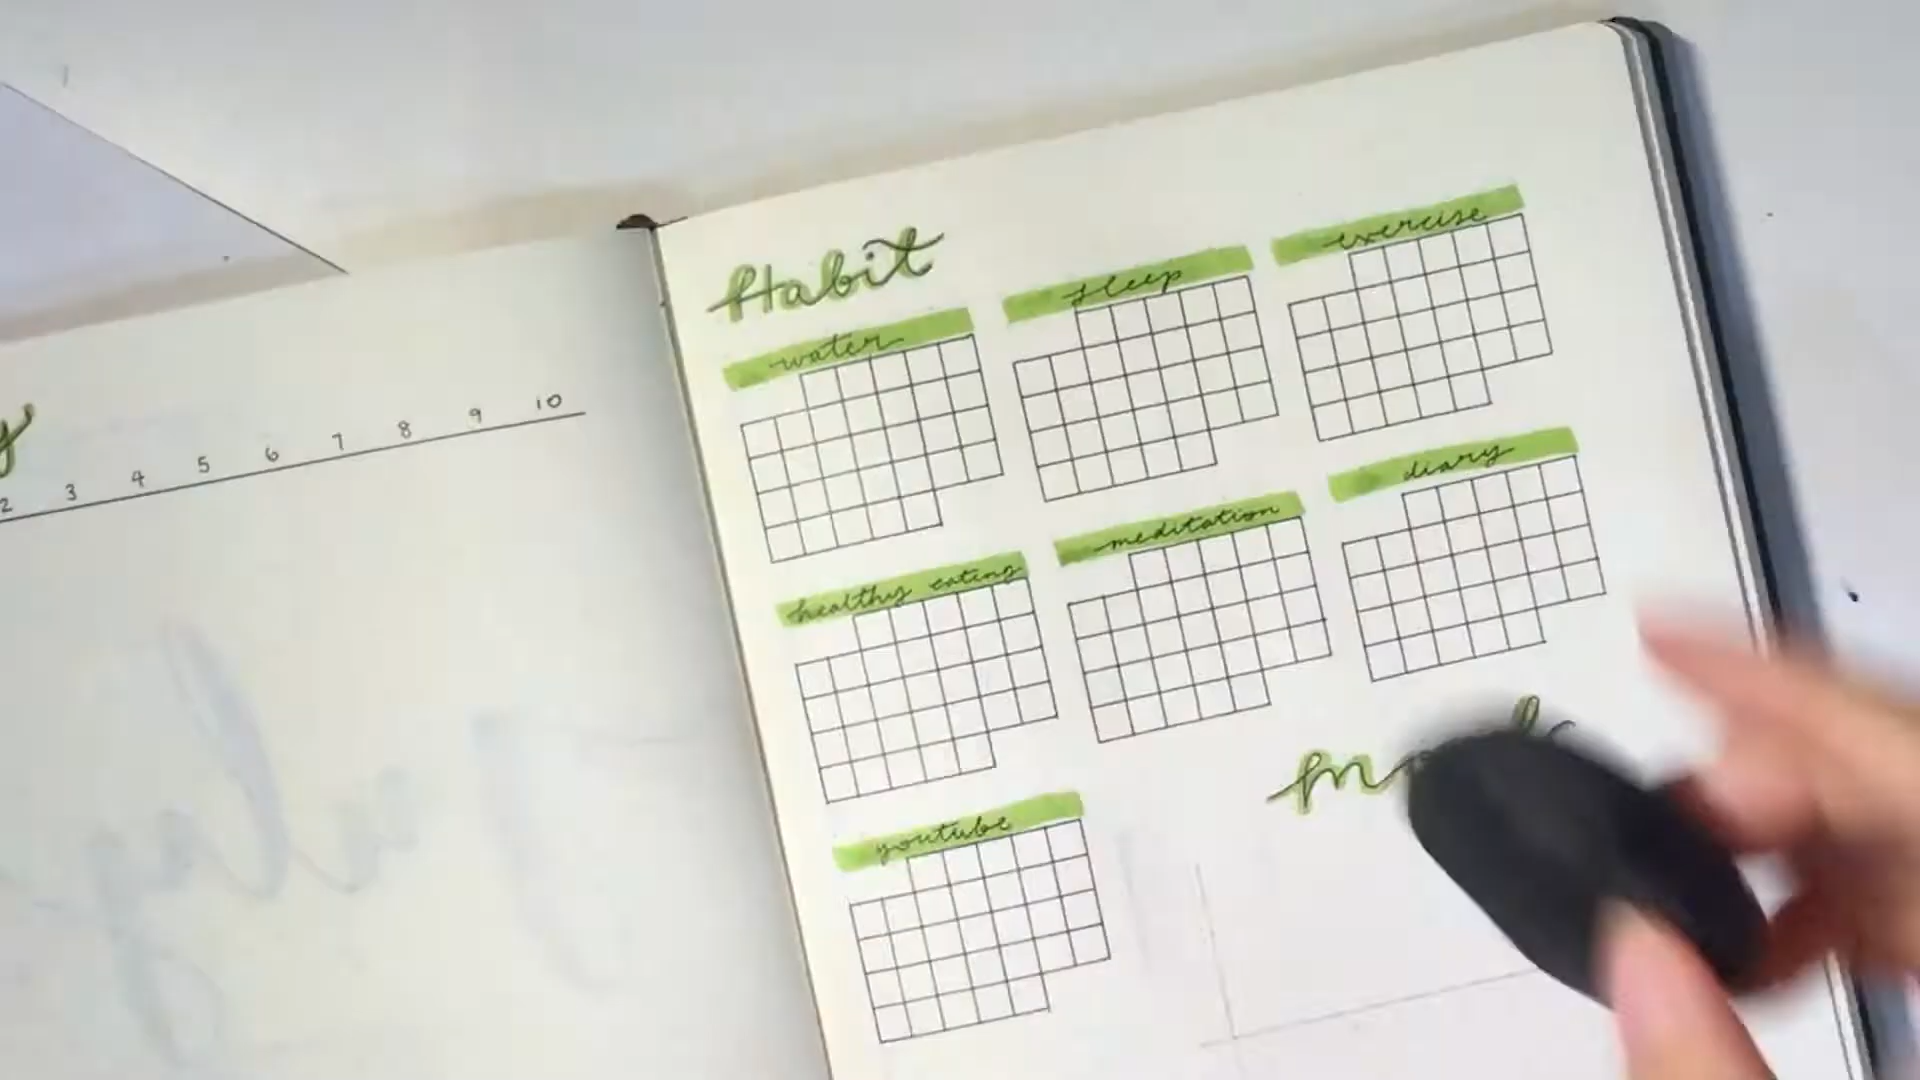 2 3 4 5 6 7 8 9 10
Habit
water sleep exercise
healthy eating meditation diary
youtube